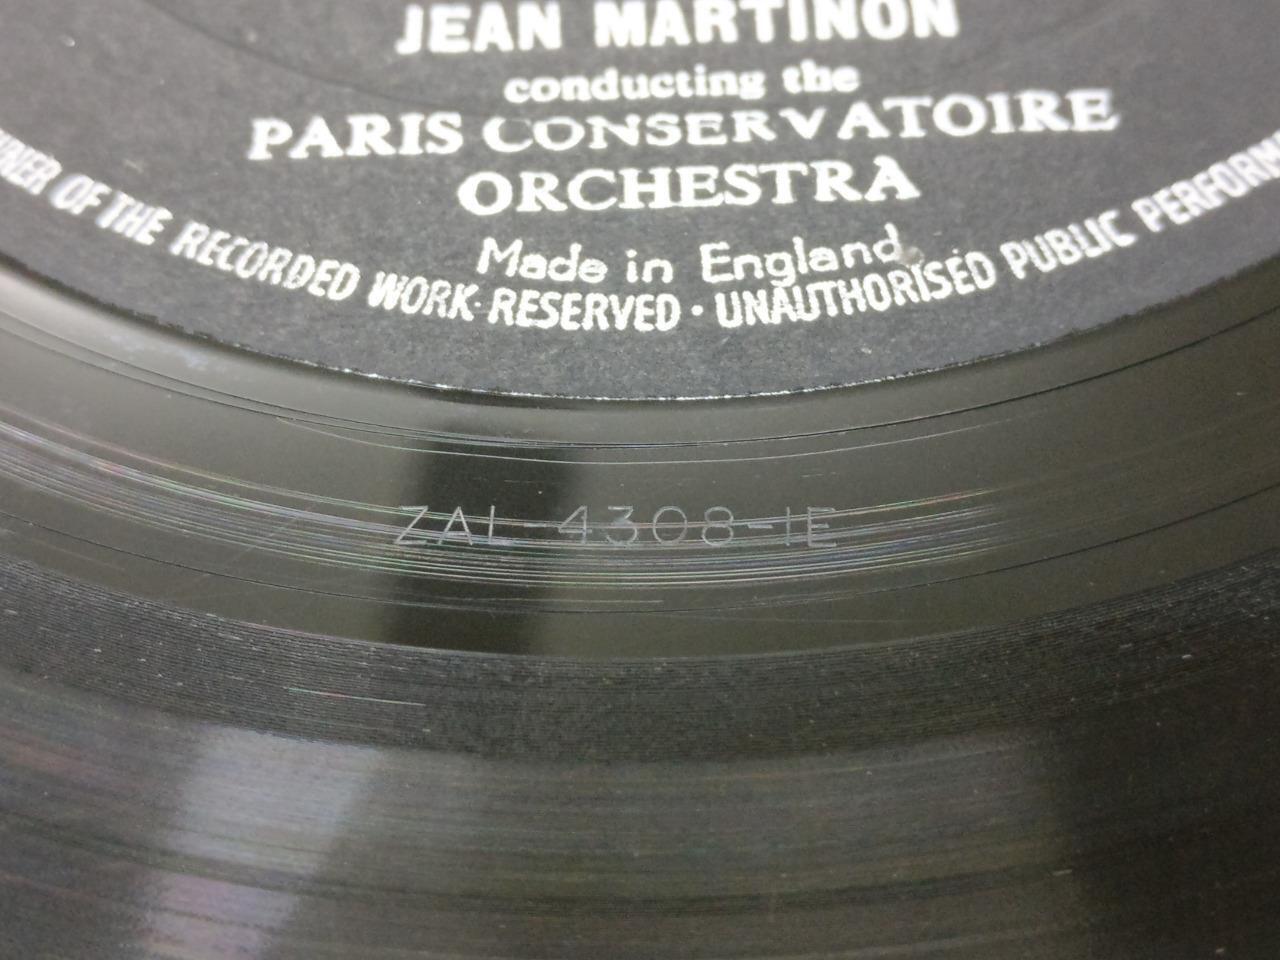 JEAN MARTINON
conducting the
PARIS CONSERVATOIRE
ORCHESTRA
Made in England
OF THE RECORDED WORK RESERVED · UNAUTHORISED PUBLIC
ZAL-4308-1E